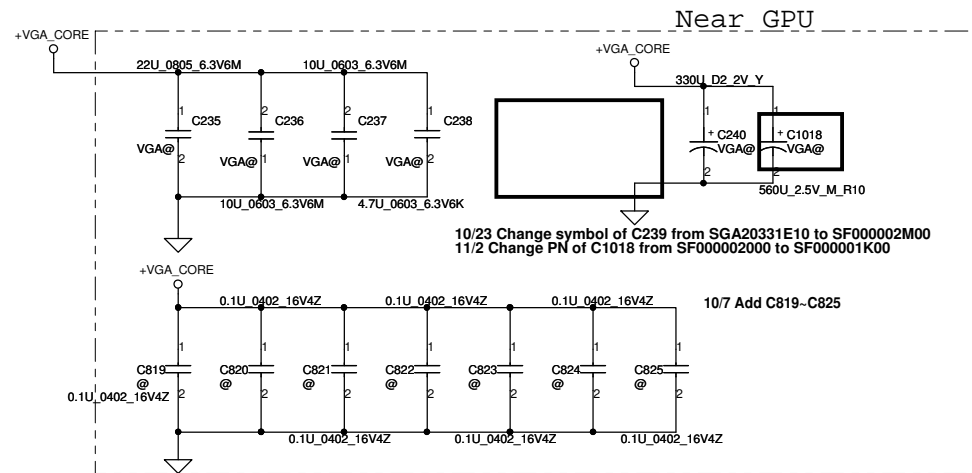 Near GPU
+VGA_CORE
+VGA_CORE
22U_0805_6.3V6M
10U_0603_6.3V6M
330U_D2_2V_Y
1
2
2
1
1
1
C235
C236
C237
C238
+ C240
+ C1018
VGA@
VGA@
VGA@
VGA@
VGA@
VGA@
2
1
1
2
2
2
10U_0603_6.3V6M
4.7U_0603_6.3V6K
560U_2.5V_M_R10
10/23 Change symbol of C239 from SGA20331E10 to SF000002M00
11/2 Change PN of C1018 from SF000002000 to SF000001K00
+VGA_CORE
0.1U_0402_16V4Z
0.1U_0402_16V4Z
0.1U_0402_16V4Z
10/7 Add C819~C825
1
1
1
1
1
1
1
C819
C820
C821
C822
C823
C824
C825
@
@
@
@
@
@
@
2
2
2
2
2
2
2
0.1U_0402_16V4Z
0.1U_0402_16V4Z
0.1U_0402_16V4Z
0.1U_0402_16V4Z